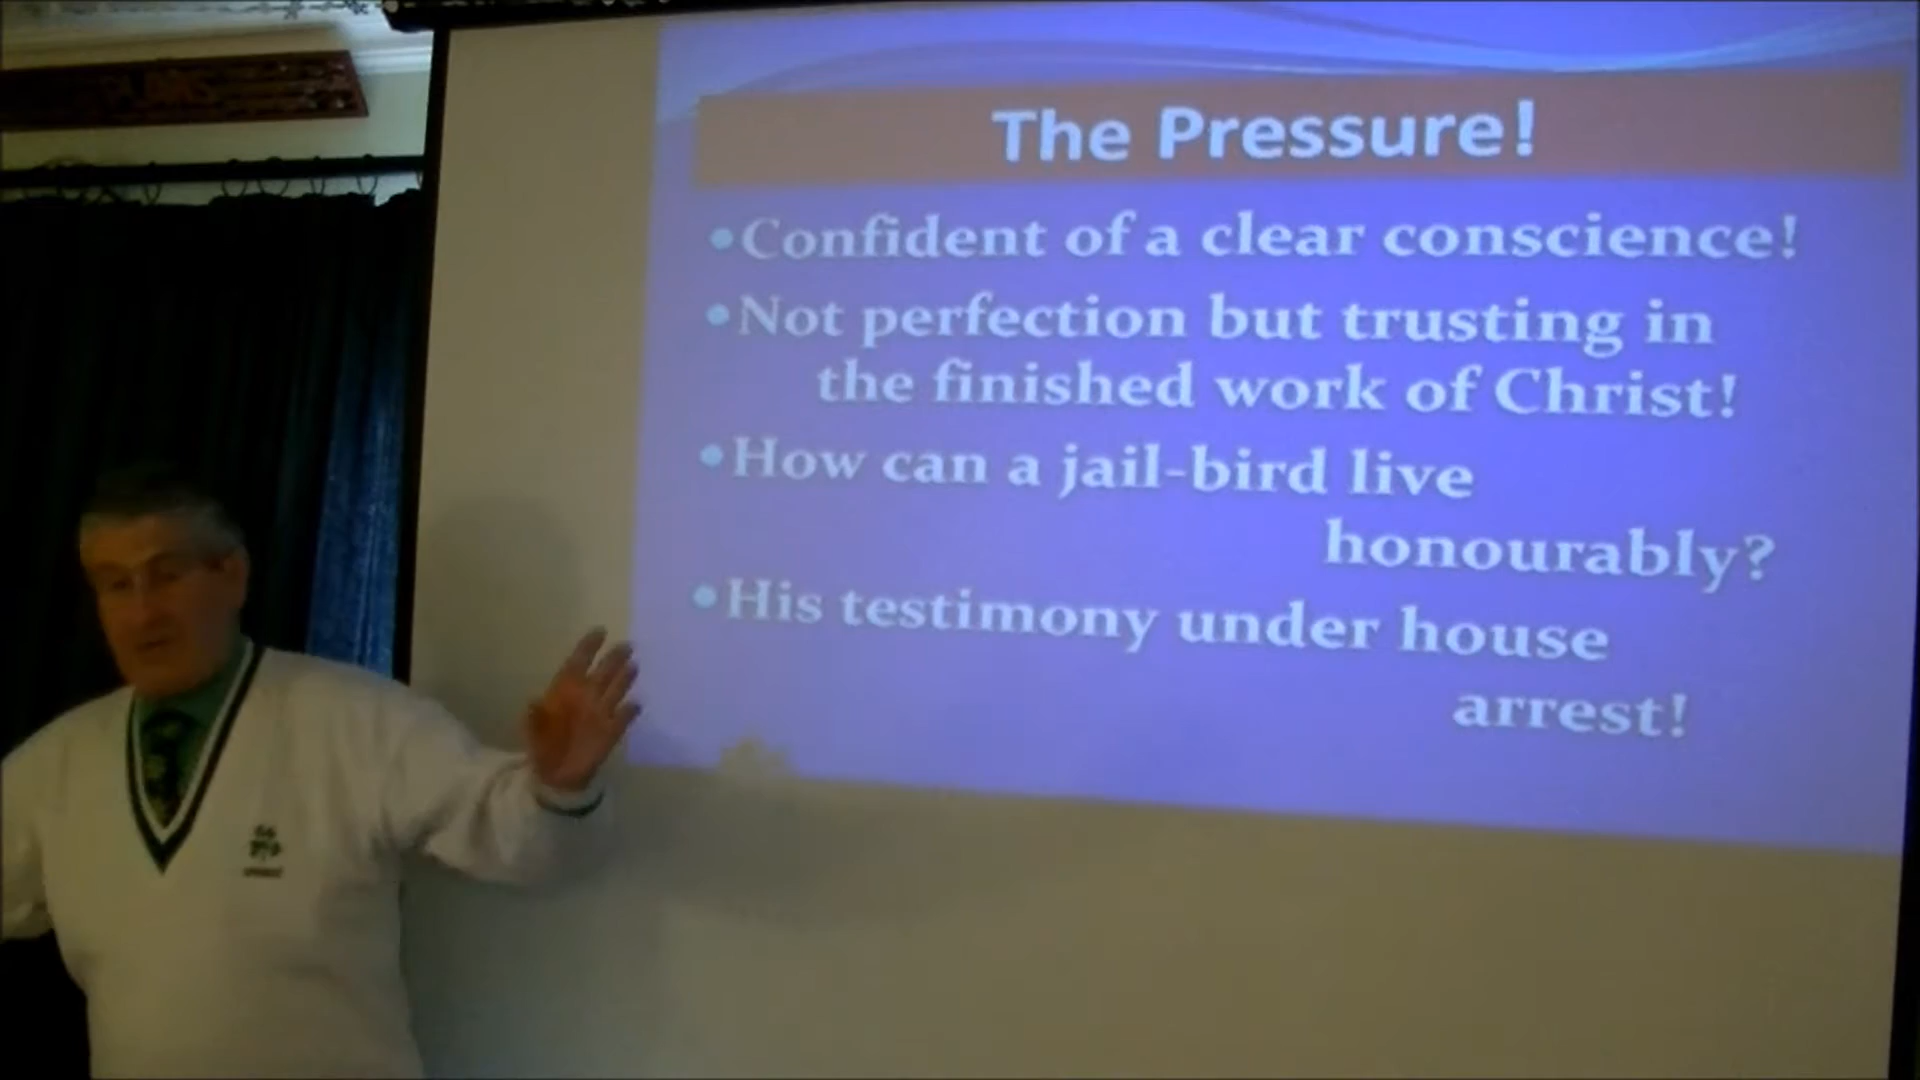 The Pressure!
•Confident of a clear conscience!
•Not perfection but trusting in
the finished work of Christ!
•How can a jail-bird live
honourably?
•His testimony under house
arrest!